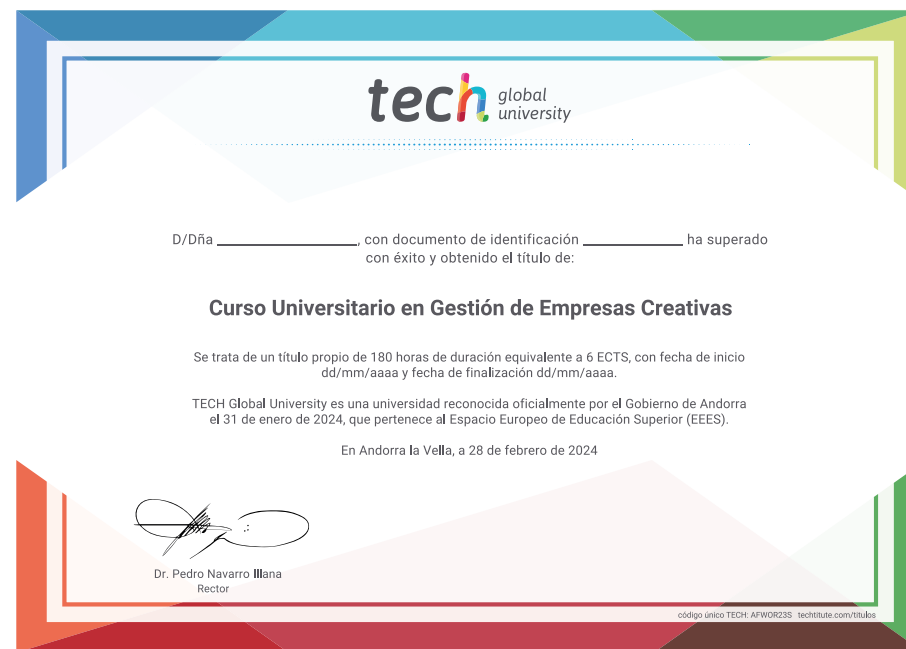 tech global university
D/Dña ____________________, con documento de identificación ______________ ha superado
con éxito y obtenido el título de:
Curso Universitario en Gestión de Empresas Creativas
Se trata de un título propio de 180 horas de duración equivalente a 6 ECTS, con fecha de inicio
dd/mm/aaaa y fecha de finalización dd/mm/aaaa.
TECH Global University es una universidad reconocida oficialmente por el Gobierno de Andorra
el 31 de enero de 2024, que pertenece al Espacio Europeo de Educación Superior (EEES).
En Andorra la Vella, a 28 de febrero de 2024
Dr. Pedro Navarro Illana
Rector
código único TECH: AFWOR23S techtitute.com/titulos